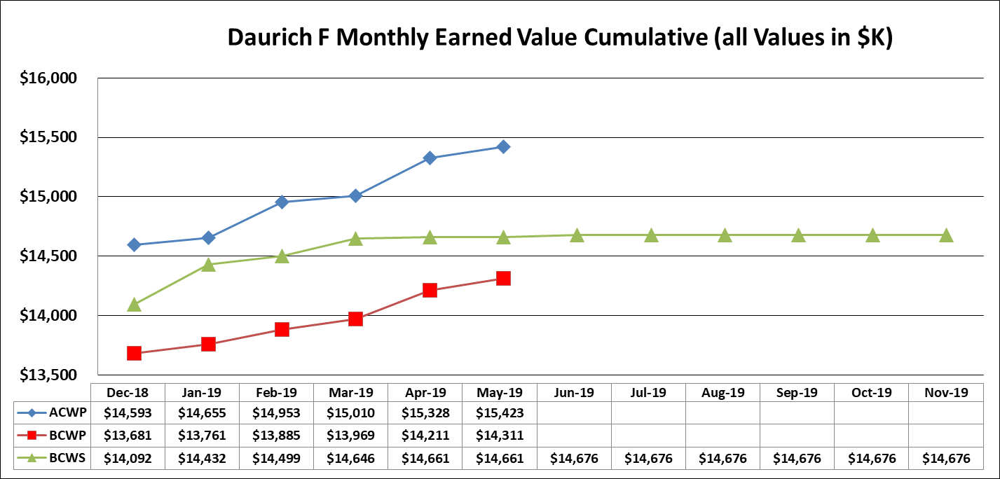 Daurich F Monthly Earned Value Cumulative (all Values in $K)
$16,000
$15,500
$15,000
$14,500
$14,000
$13,500
Dec-18 Jan-19 Feb-19 Mar-19 Apr-19 May-19 Jun-19 Jul-19 Aug-19 Sep-19 Oct-19 Nov-19
ACWP $14,593 $14,655 $14,953 $15,010 $15,328 $15,423
BCWP $13,681 $13,761 $13,885 $13,969 $14,211 $14,311
BCWS $14,092 $14,432 $14,499 $14,646 $14,661 $14,661 $14,676 $14,676 $14,676 $14,676 $14,676 $14,676